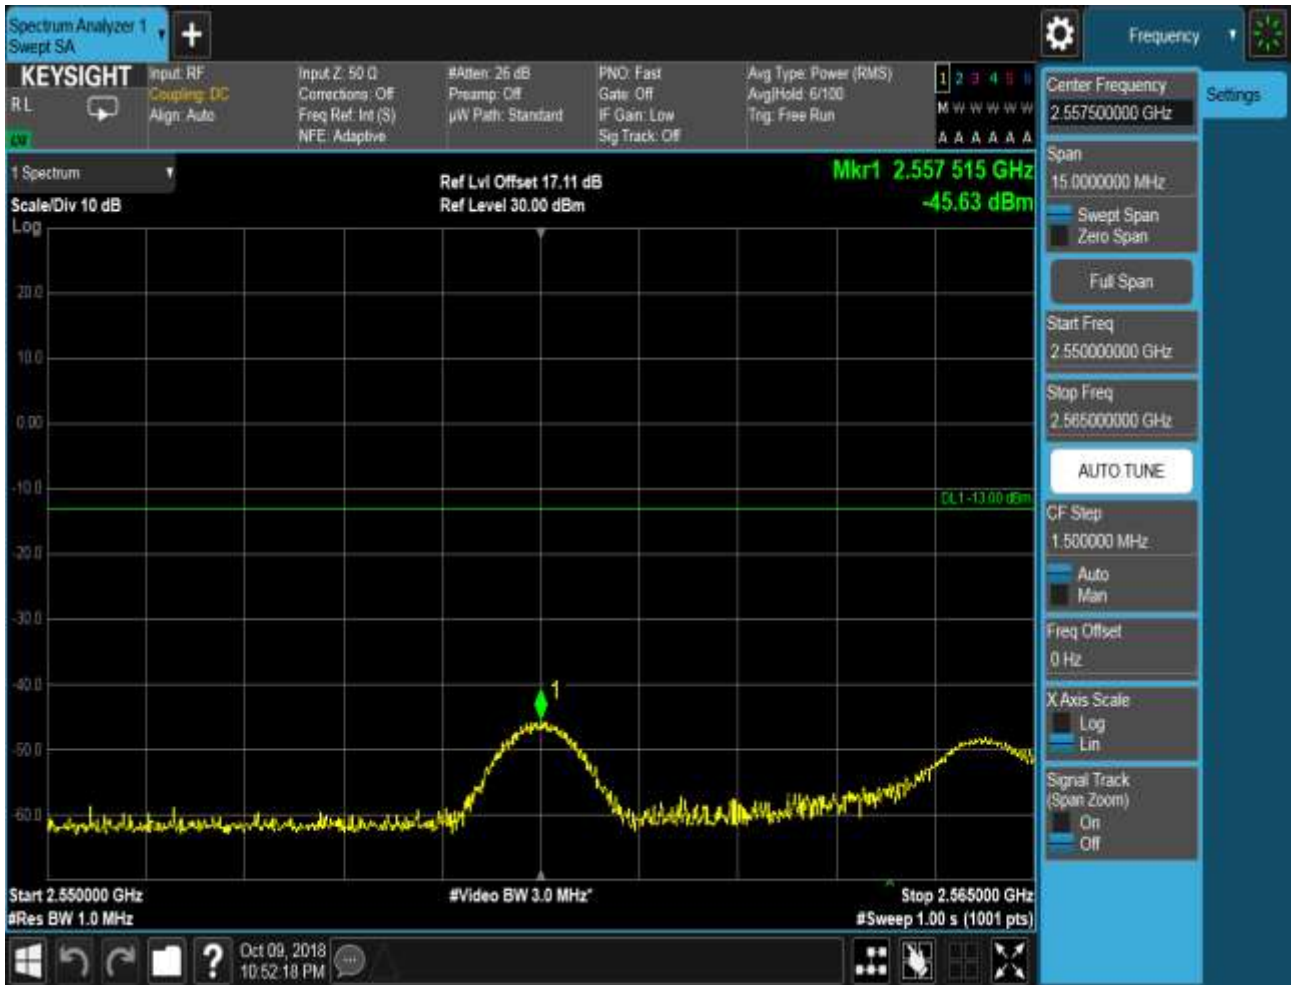 Spectrum Analyzer 1
Swept SA
+
Frequency
KEYSIGHT
R L
Input: RF
Coupling: DC
Align: Auto
Input Z: 50 Ω
Corrections: Off
Freq Ref: Int (S)
NFE: Adaptive
#Atten: 26 dB
Preamp: Off
µW Path: Standard
PNO: Fast
Gate: Off
IF Gain: Low
Sig Track: Off
Avg Type: Power (RMS)
Avg|Hold: 6/100
Trig: Free Run
1 2 3 4 5 6
M W W W W W
A A A A A A
1 Spectrum
Scale/Div 10 dB
Log
Ref Lvl Offset 17.11 dB
Ref Level 30.00 dBm
Mkr1 2.557 515 GHz
-45.63 dBm
20.0
10.0
0.00
-10.0
DL1 -13.00 dBm
-20.0
-30.0
-40.0
1
-50.0
-60.0
Start 2.550000 GHz
#Res BW 1.0 MHz
#Video BW 3.0 MHz*
Stop 2.565000 GHz
#Sweep 1.00 s (1001 pts)
Center Frequency
2.557500000 GHz
Settings
Span
15.0000000 MHz
Swept Span
Zero Span
Full Span
Start Freq
2.550000000 GHz
Stop Freq
2.565000000 GHz
AUTO TUNE
CF Step
1.500000 MHz
Auto
Man
Freq Offset
0 Hz
X Axis Scale
Log
Lin
Signal Track
(Span Zoom)
On
Off
?
Oct 09, 2018
10:52:18 PM